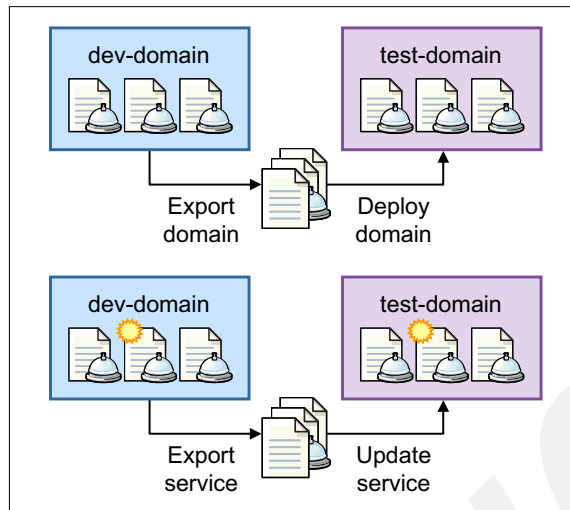 dev-domain
test-domain
Export
domain
Deploy
domain
dev-domain
test-domain
Export
service
Update
service